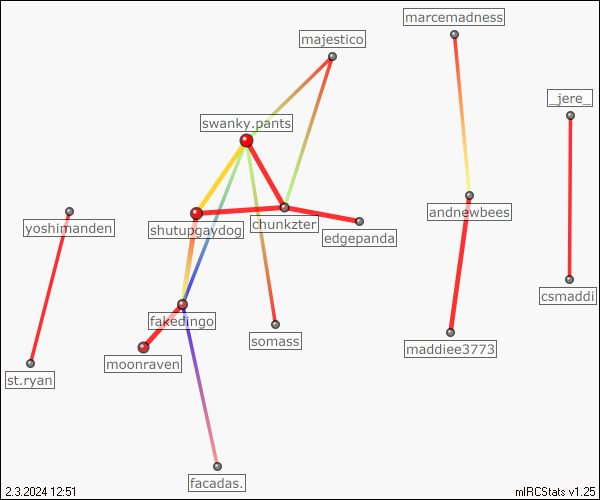 marcemadness
majestico
_jere_
swanky.pants
andnewbees
yoshimanden
shutupgaydog
chunkzter
edgepanda
csmaddi
fakedingo
somass
maddiee3773
moonraven
st.ryan
facadas.
2.3.2024 12:51
mIRCStats v1.25